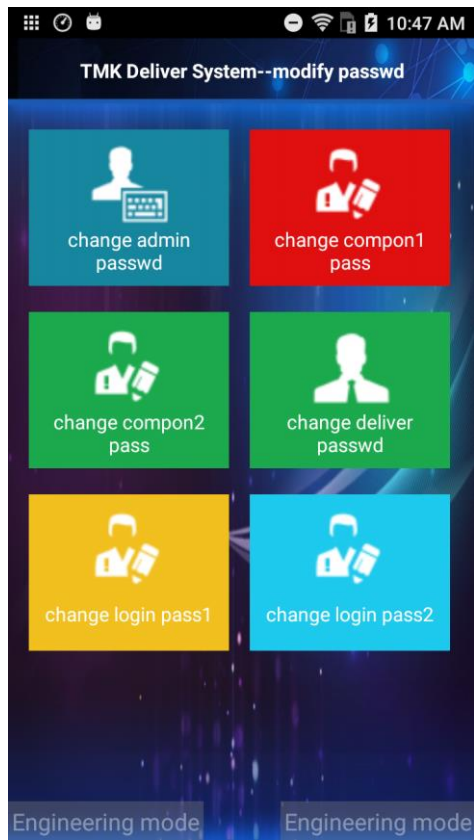 10:47 AM
TMK Deliver System--modify passwd
change admin
passwd
change compon1
pass
change compon2
pass
change deliver
passwd
change login pass1
change login pass2
Engineering mode
Engineering mode